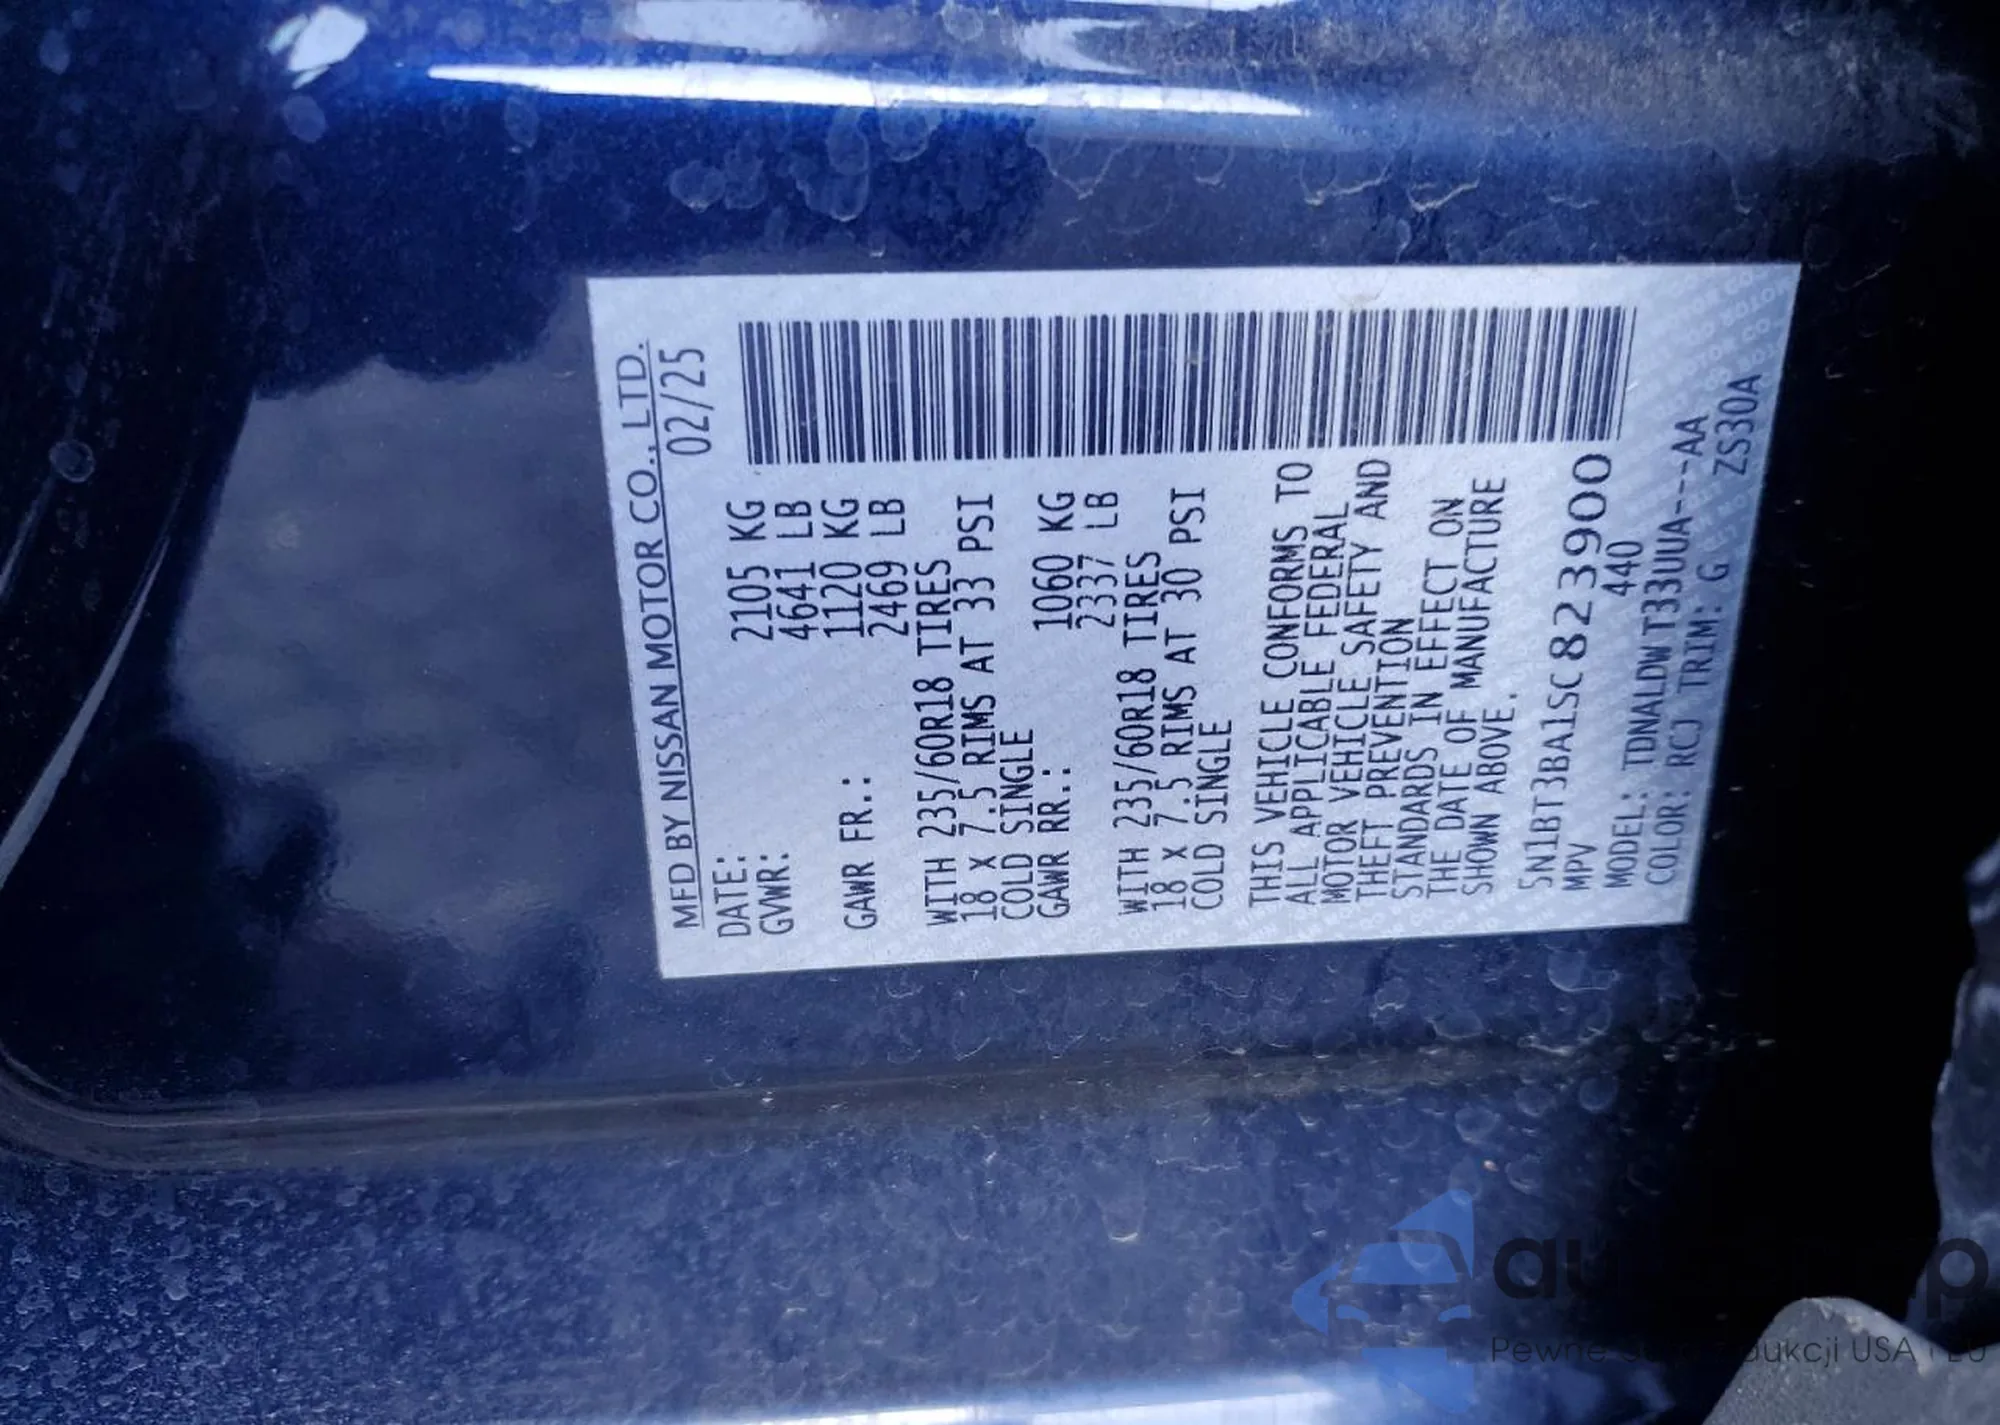 MFD BY NISSAN MOTOR CO., LTD.
DATE: 02/25
GVWR: 2105 KG
4641 LB
GAWR FR.: 1120 KG
2469 LB
WITH 235/60R18 TIRES
18 X 7.5 RIMS AT 33 PSI
COLD SINGLE
GAWR RR.: 1060 KG
2337 LB
WITH 235/60R18 TIRES
18 X 7.5 RIMS AT 30 PSI
COLD SINGLE
THIS VEHICLE CONFORMS TO
ALL APPLICABLE FEDERAL
MOTOR VEHICLE SAFETY AND
THEFT PREVENTION
STANDARDS IN EFFECT ON
THE DATE OF MANUFACTURE
SHOWN ABOVE.
5N1BT3BA1SC823900
MPV 440
MODEL: TDNALDWT33UUA---AA
COLOR: RCJ TRIM: G ZS30A
Pewne USA